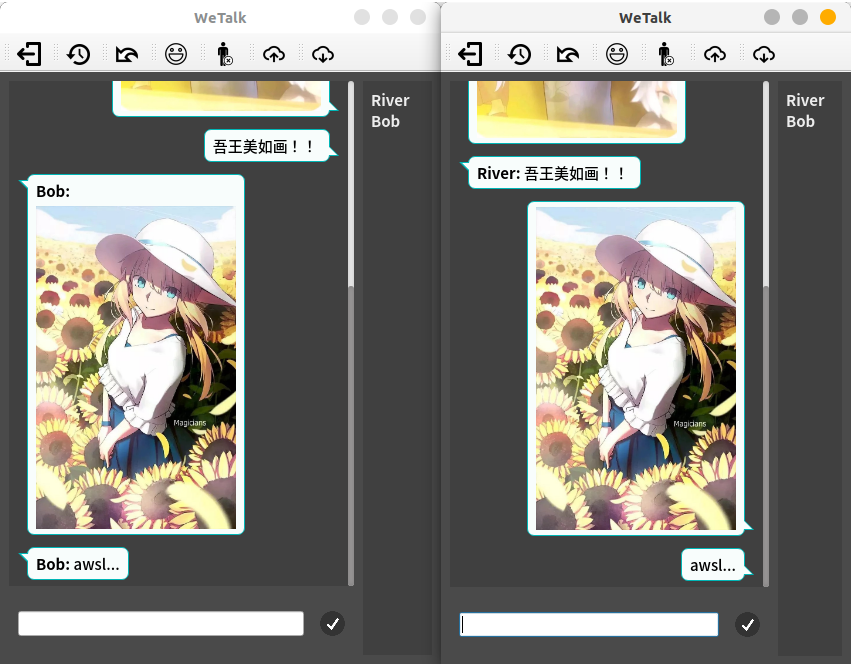 WeTalk
River
Bob
吾王美如画！！
Bob:
Magicians
Bob: awsl...
WeTalk
River
Bob
River: 吾王美如画！！
Magicians
awsl...